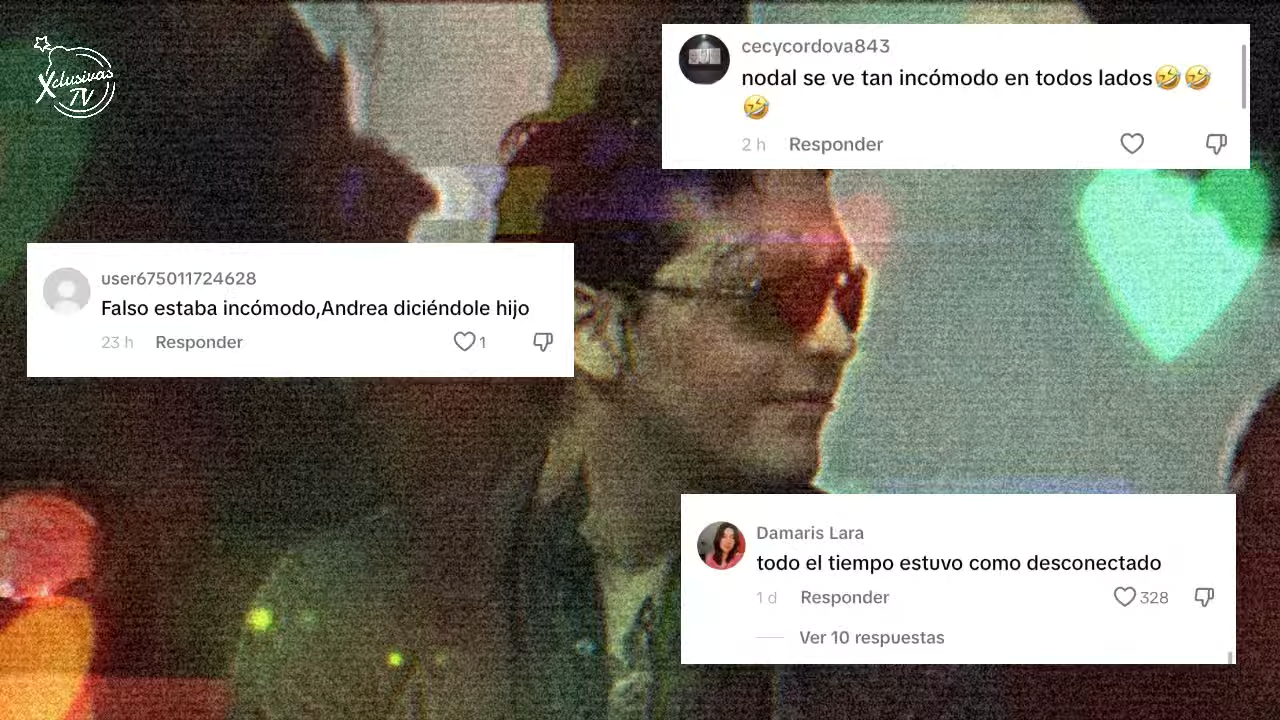 Xclusivas
TV
cecycordova843
nodal se ve tan incómodo en todos lados🤣🤣
🤣
2 h Responder
user675011724628
Falso estaba incómodo,Andrea diciéndole hijo
23 h Responder 1
Damaris Lara
todo el tiempo estuvo como desconectado
1 d Responder 328
Ver 10 respuestas